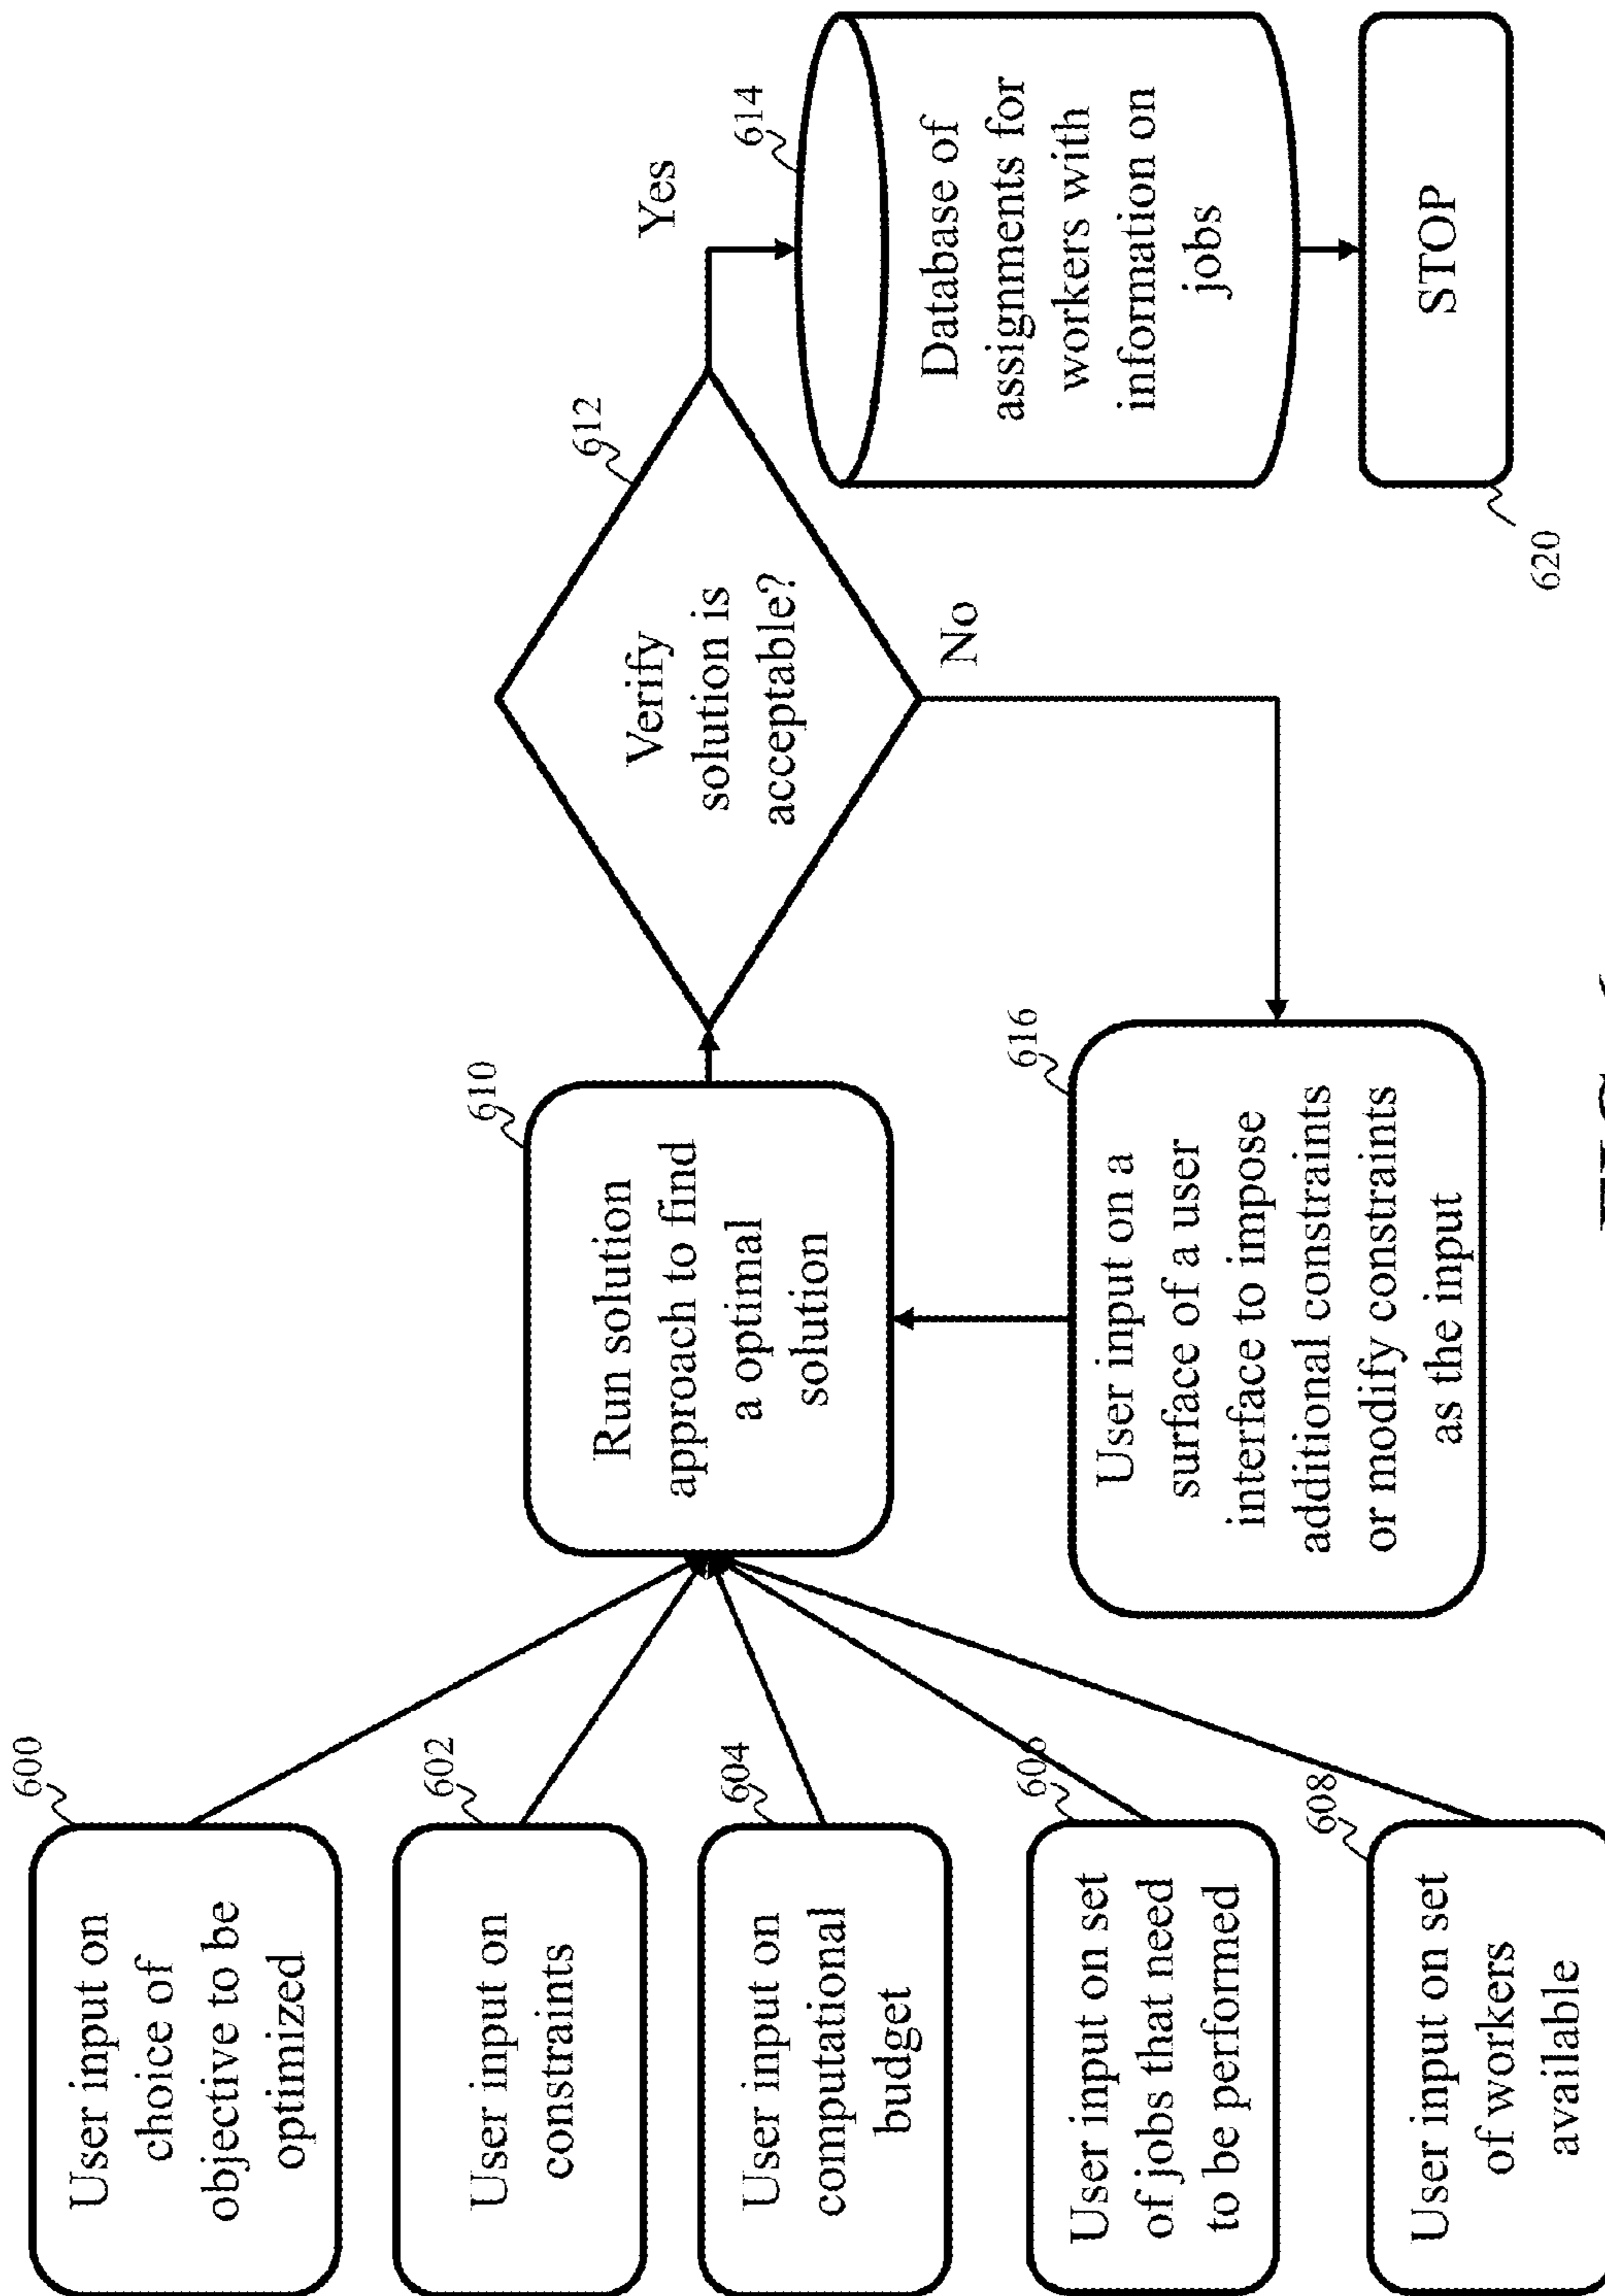 600
User input on
choice of
objective to be
optimized
602
User input on
constraints
604
User input on
computational
budget
606
User input on set
of jobs that need
to be performed
608
User input on set
of workers
available
610
Run solution
approach to find
a optimal
solution
612
Verify
solution is
acceptable?
Yes
No
614
Database of
assignments for
workers with
information on
jobs
616
User input on a
surface of a user
interface to impose
additional constraints
or modify constraints
as the input
620
STOP